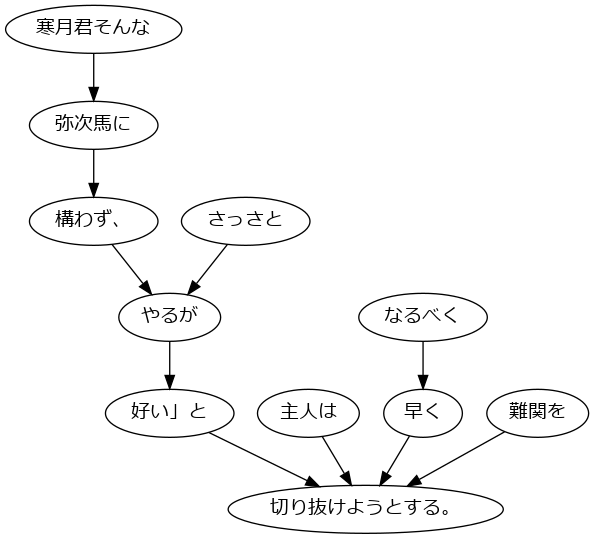 寒月君そんな
弥次馬に
構わず、
さっさと
やるが
なるべく
好い」と
主人は
早く
難関を
切り抜けようとする。